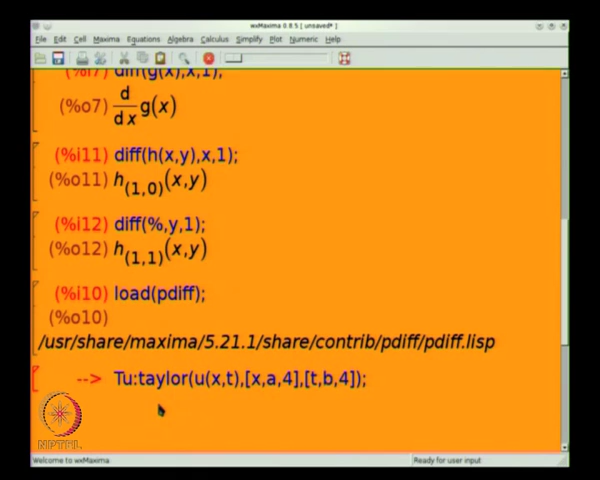 wxMaxima 0.8.5 [ unsaved* ]
File Edit Cell Maxima Equations Algebra Calculus Simplify Plot Numeric Help
(%i7) diff(g(x),x,1);
(%o7) d/dx g(x)
(%i11) diff(h(x,y),x,1);
(%o11) h(1,0)(x,y)
(%i12) diff(%,y,1);
(%o12) h(1,1)(x,y)
(%i10) load(pdiff);
(%o10)
/usr/share/maxima/5.21.1/share/contrib/pdiff/pdiff.lisp
--> Tu:taylor(u(x,t),[x,a,4],[t,b,4]);
NPTEL
Welcome to wxMaxima
Ready for user input